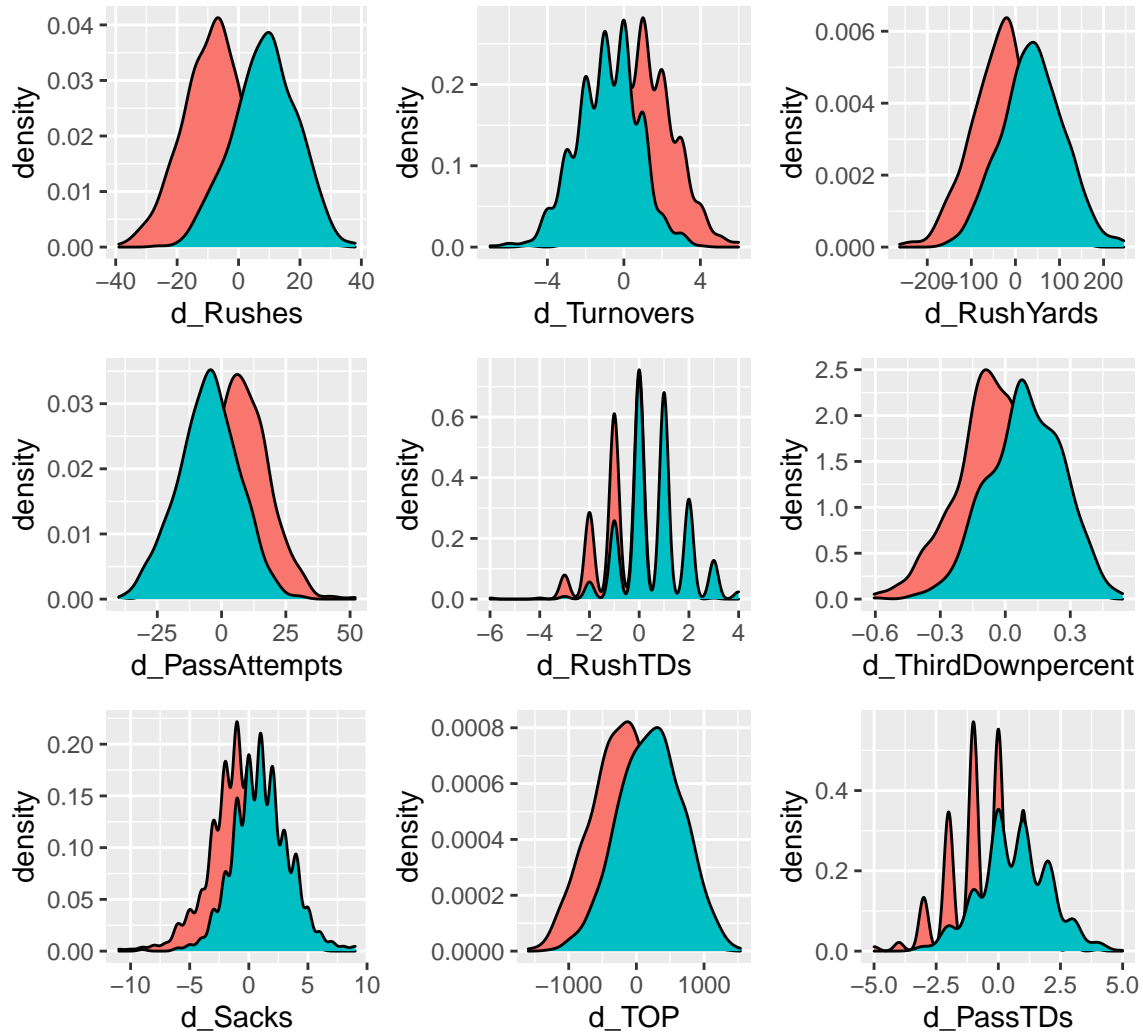 0.04
0.03
0.02
0.01
0.00
density
−40 −20 0 20 40
d_Rushes
0.2
0.1
0.0
density
−4 0 4
d_Turnovers
0.006
0.004
0.002
0.000
density
−200 −100 0 100 200
d_RushYards
0.03
0.02
0.01
0.00
density
−25 0 25 50
d_PassAttempts
0.6
0.4
0.2
0.0
density
−6 −4 −2 0 2 4
d_RushTDs
2.5
2.0
1.5
1.0
0.5
0.0
density
−0.6 −0.3 0.0 0.3
d_ThirdDownpercent
0.20
0.15
0.10
0.05
0.00
density
−10 −5 0 5 10
d_Sacks
0.0008
0.0006
0.0004
0.0002
0.0000
density
−1000 0 1000
d_TOP
0.4
0.2
0.0
density
−5.0 −2.5 0.0 2.5 5.0
d_PassTDs